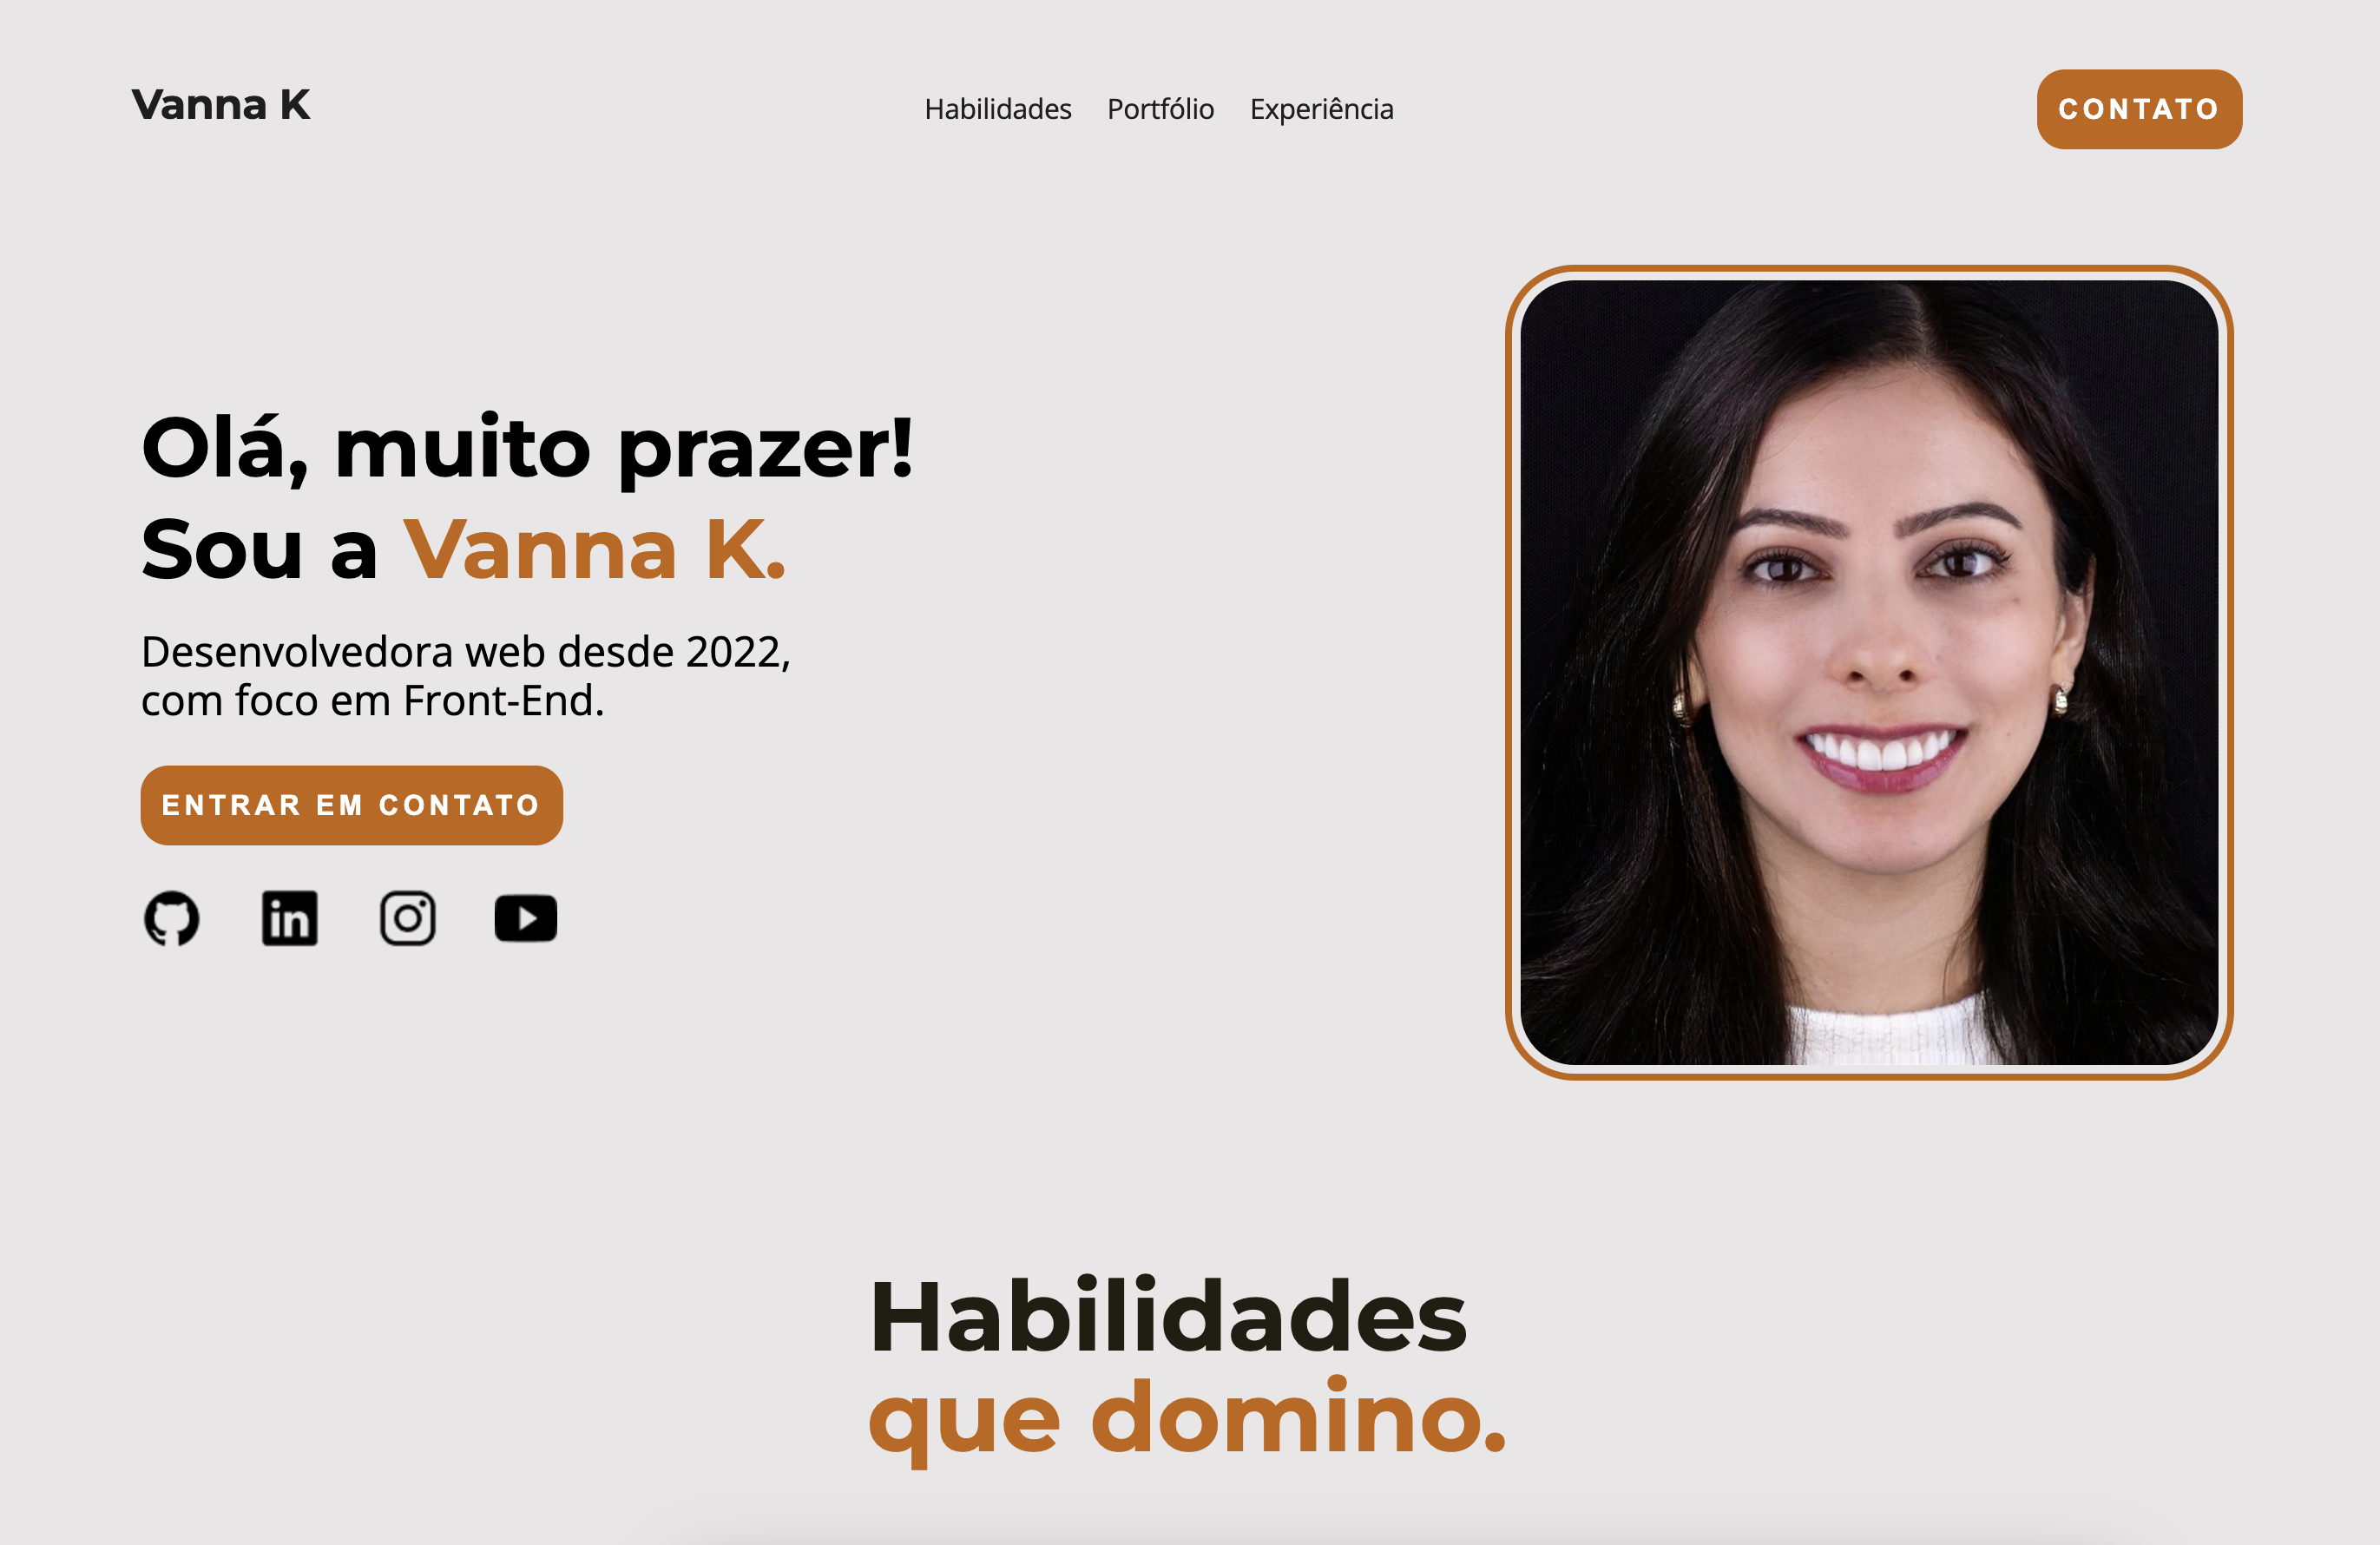 Vanna K
Habilidades Portfólio Experiência
CONTATO
Olá, muito prazer!
Sou a Vanna K.
Desenvolvedora web desde 2022,
com foco em Front-End.
ENTRAR EM CONTATO
in
Habilidades
que domino.